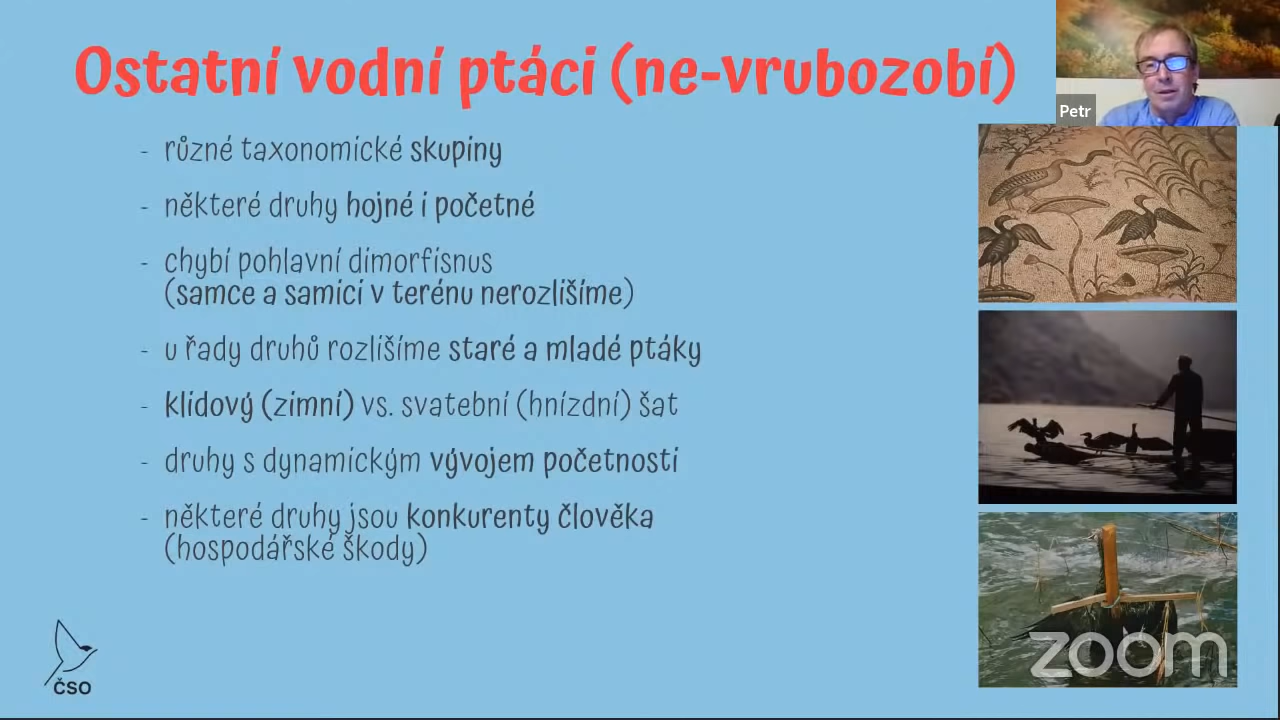 Ostatní vodní ptáci (ne-vrubozobí)
Petr
- různé taxonomické skupiny
- některé druhy hojné i početné
- chybí pohlavní dimorfisnus
(samce a samici v terénu nerozlišíme)
- u řady druhů rozlišíme staré a mladé ptáky
- klidový (zimní) vs. svatební (hnízdní) šat
- druhy s dynamickým vývojem početnosti
- některé druhy jsou konkurenty člověka
(hospodářské škody)
ČSO
zoom